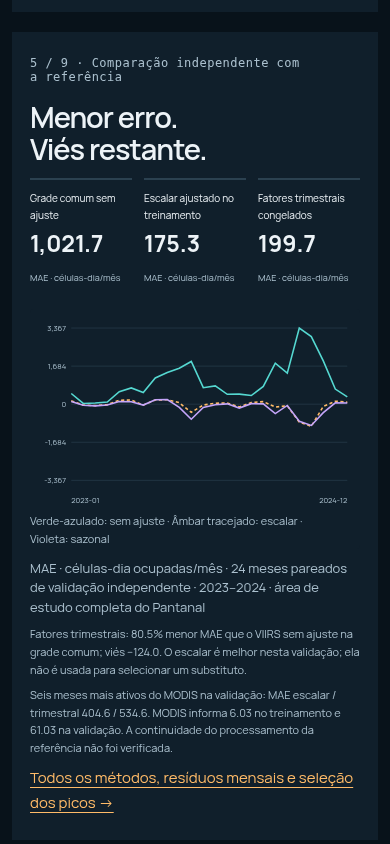 5 / 9 · Comparação independente com
a referência
Menor erro.
Viés restante.
Grade comum sem
ajuste
1,021.7
MAE · células-dia/mês
Escalar ajustado no
treinamento
175.3
MAE · células-dia/mês
Fatores trimestrais
congelados
199.7
MAE · células-dia/mês
3,367
1,684
0
-1,684
-3,367
2023-01
2024-12
Verde-azulado: sem ajuste · Âmbar tracejado: escalar ·
Violeta: sazonal
MAE · células-dia ocupadas/mês · 24 meses pareados
de validação independente · 2023–2024 · área de
estudo completa do Pantanal
Fatores trimestrais: 80.5% menor MAE que o VIIRS sem ajuste na
grade comum; viés −124.0. O escalar é melhor nesta validação; ela
não é usada para selecionar um substituto.
Seis meses mais ativos do MODIS na validação: MAE escalar /
trimestral 404.6 / 534.6. MODIS informa 6.03 no treinamento e
61.03 na validação. A continuidade do processamento da
referência não foi verificada.
Todos os métodos, resíduos mensais e seleção
dos picos →